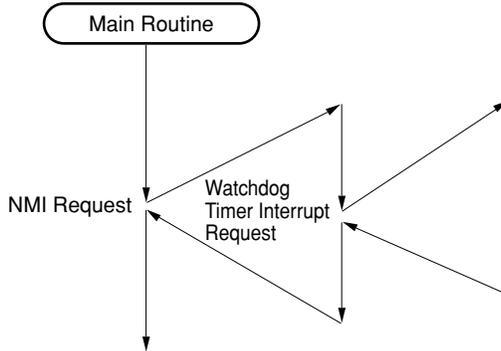 Main Routine
NMI Request
Watchdog
Timer Interrupt
Request